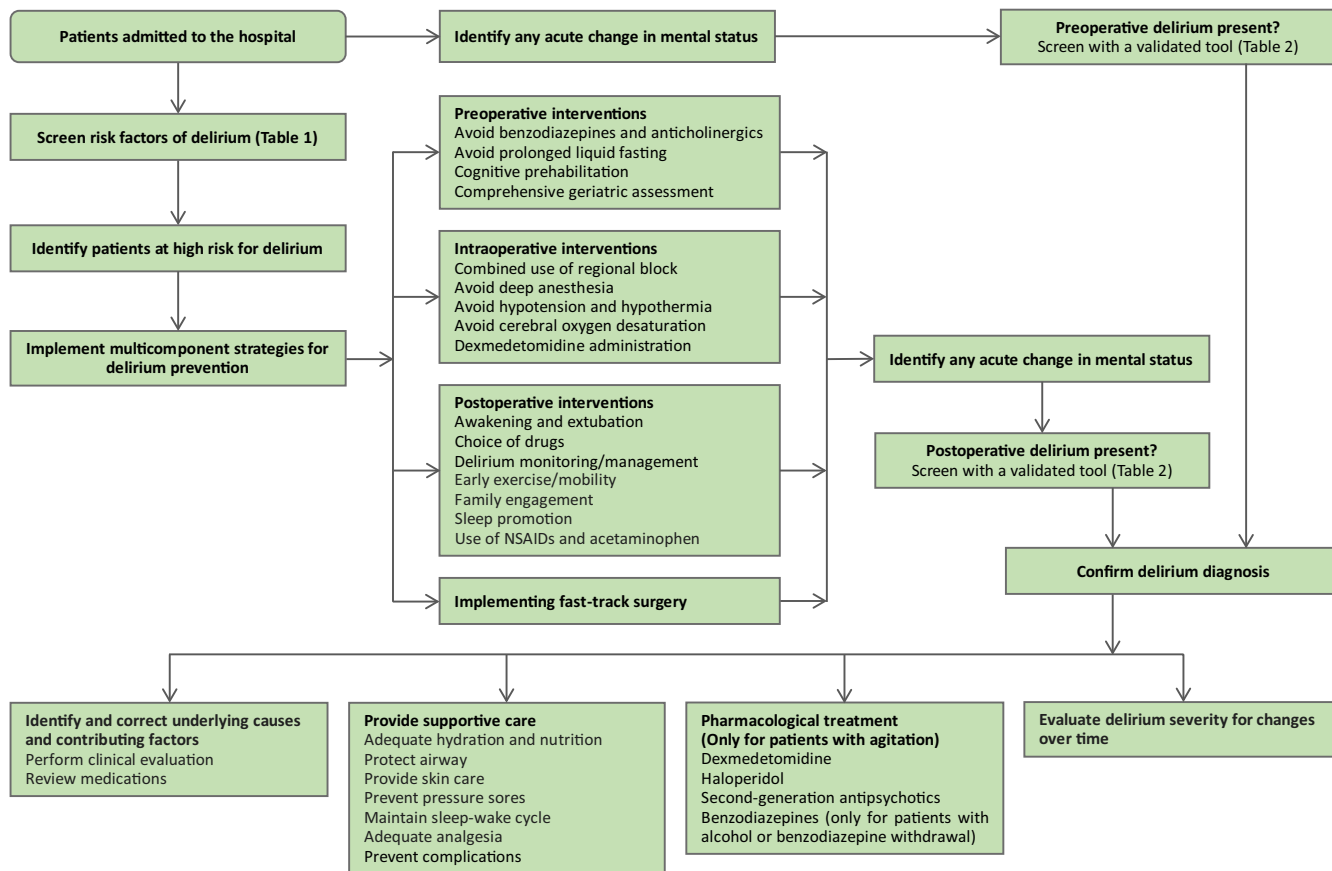 Patients admitted to the hospital
Identify any acute change in mental status
Preoperative delirium present?
Screen with a validated tool (Table 2)
Screen risk factors of delirium (Table 1)
Identify patients at high risk for delirium
Implement multicomponent strategies for
delirium prevention
Preoperative interventions
Avoid benzodiazepines and anticholinergics
Avoid prolonged liquid fasting
Cognitive prehabilitation
Comprehensive geriatric assessment
Intraoperative interventions
Combined use of regional block
Avoid deep anesthesia
Avoid hypotension and hypothermia
Avoid cerebral oxygen desaturation
Dexmedetomidine administration
Postoperative interventions
Awakening and extubation
Choice of drugs
Delirium monitoring/management
Early exercise/mobility
Family engagement
Sleep promotion
Use of NSAIDs and acetaminophen
Implementing fast-track surgery
Identify any acute change in mental status
Postoperative delirium present?
Screen with a validated tool (Table 2)
Confirm delirium diagnosis
Identify and correct underlying causes
and contributing factors
Perform clinical evaluation
Review medications
Provide supportive care
Adequate hydration and nutrition
Protect airway
Provide skin care
Prevent pressure sores
Maintain sleep-wake cycle
Adequate analgesia
Prevent complications
Pharmacological treatment
(Only for patients with agitation)
Dexmedetomidine
Haloperidol
Second-generation antipsychotics
Benzodiazepines (only for patients with
alcohol or benzodiazepine withdrawal)
Evaluate delirium severity for changes
over time